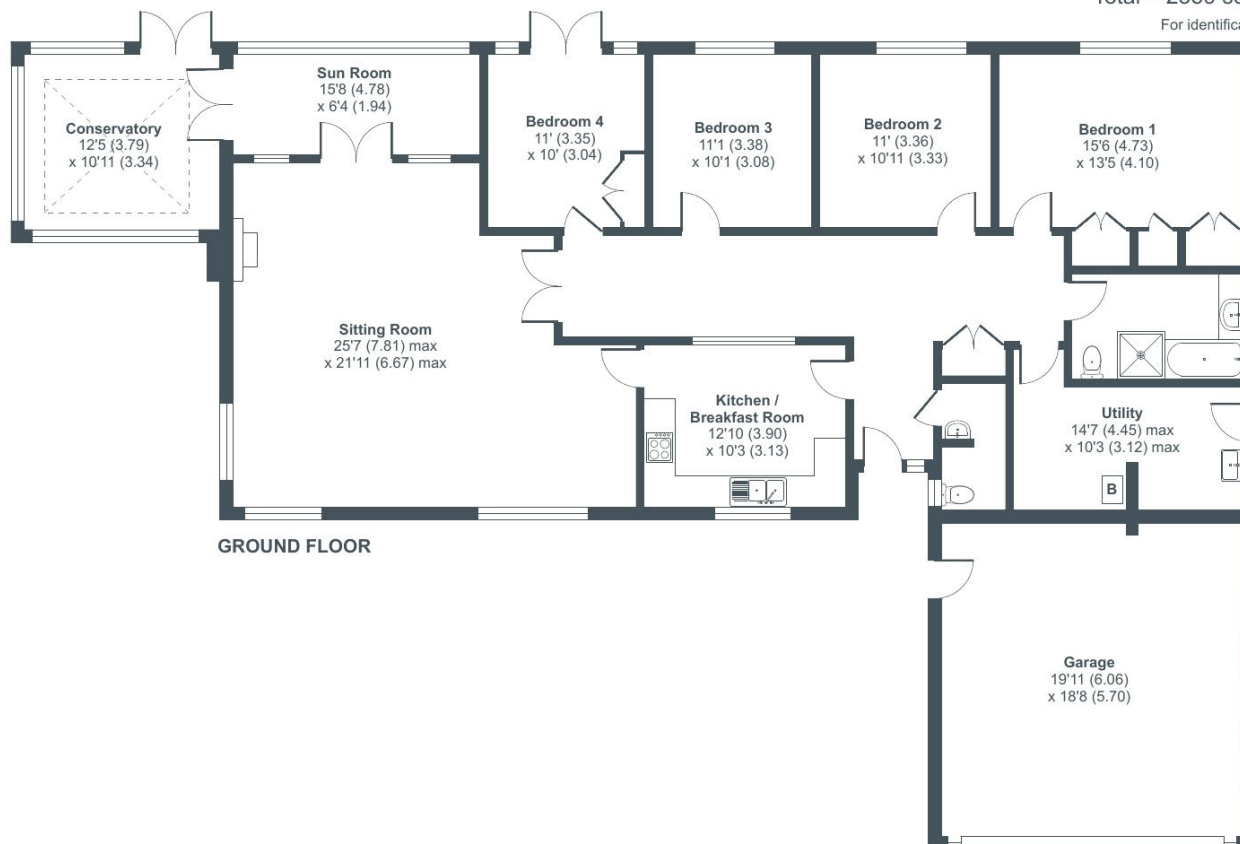 For identifica
Sun Room
15'8 (4.78)
x 6'4 (1.94)
Conservatory
12'5 (3.79)
x 10'11 (3.34)
Bedroom 4
11' (3.35)
x 10' (3.04)
Bedroom 3
11'1 (3.38)
x 10'1 (3.08)
Bedroom 2
11' (3.36)
x 10'11 (3.33)
Bedroom 1
15'6 (4.73)
x 13'5 (4.10)
Sitting Room
25'7 (7.81) max
x 21'11 (6.67) max
Kitchen /
Breakfast Room
12'10 (3.90)
x 10'3 (3.13)
Utility
14'7 (4.45) max
x 10'3 (3.12) max
B
GROUND FLOOR
Garage
19'11 (6.06)
x 18'8 (5.70)